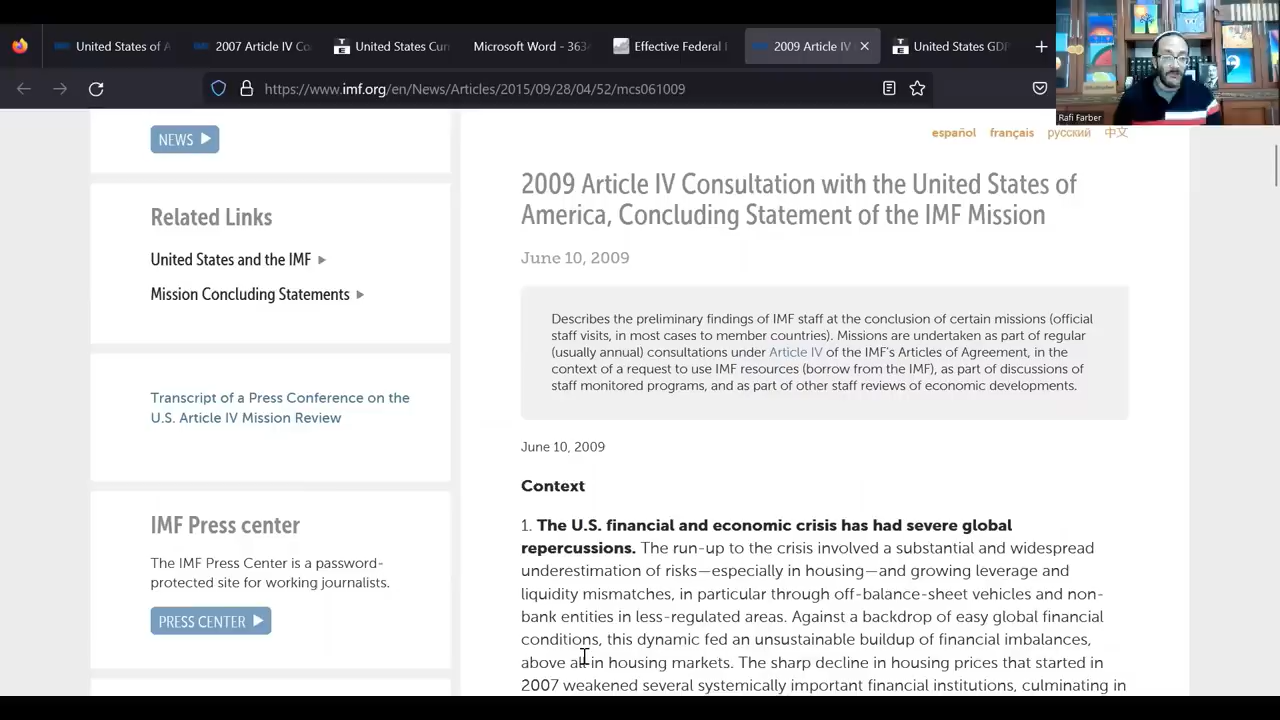 United States of A
2007 Article IV Co
United States Cur
Microsoft Word - 363
Effective Federal
2009 Article IV
United States GDP
https://www.imf.org/en/News/Articles/2015/09/28/04/52/mcs061009
Rafi Farber
NEWS
español français русский 中文
Related Links
United States and the IMF
Mission Concluding Statements
Transcript of a Press Conference on the
U.S. Article IV Mission Review
IMF Press center
The IMF Press Center is a password-
protected site for working journalists.
PRESS CENTER
2009 Article IV Consultation with the United States of
America, Concluding Statement of the IMF Mission
June 10, 2009
Describes the preliminary findings of IMF staff at the conclusion of certain missions (official
staff visits, in most cases to member countries). Missions are undertaken as part of regular
(usually annual) consultations under Article IV of the IMF's Articles of Agreement, in the
context of a request to use IMF resources (borrow from the IMF), as part of discussions of
staff monitored programs, and as part of other staff reviews of economic developments.
June 10, 2009
Context
1. The U.S. financial and economic crisis has had severe global
repercussions. The run-up to the crisis involved a substantial and widespread
underestimation of risks—especially in housing—and growing leverage and
liquidity mismatches, in particular through off-balance-sheet vehicles and non-
bank entities in less-regulated areas. Against a backdrop of easy global financial
conditions, this dynamic fed an unsustainable buildup of financial imbalances,
above all in housing markets. The sharp decline in housing prices that started in
2007 weakened several systemically important financial institutions, culminating in